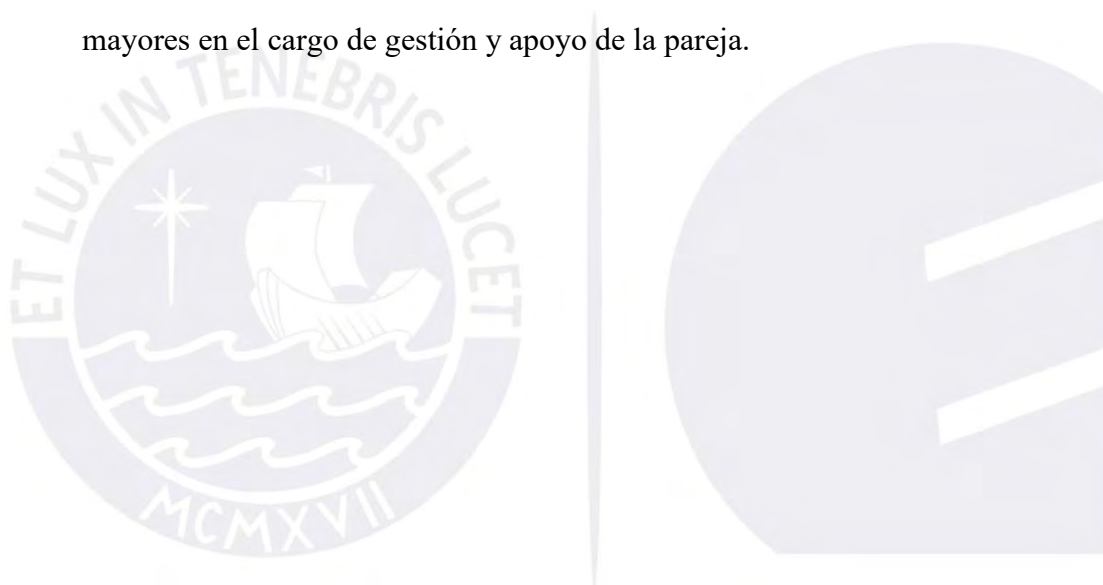 mayores en el cargo de gestión y apoyo de la pareja.
ET LUX IN TENEBRIS LUCET
MCMXVII